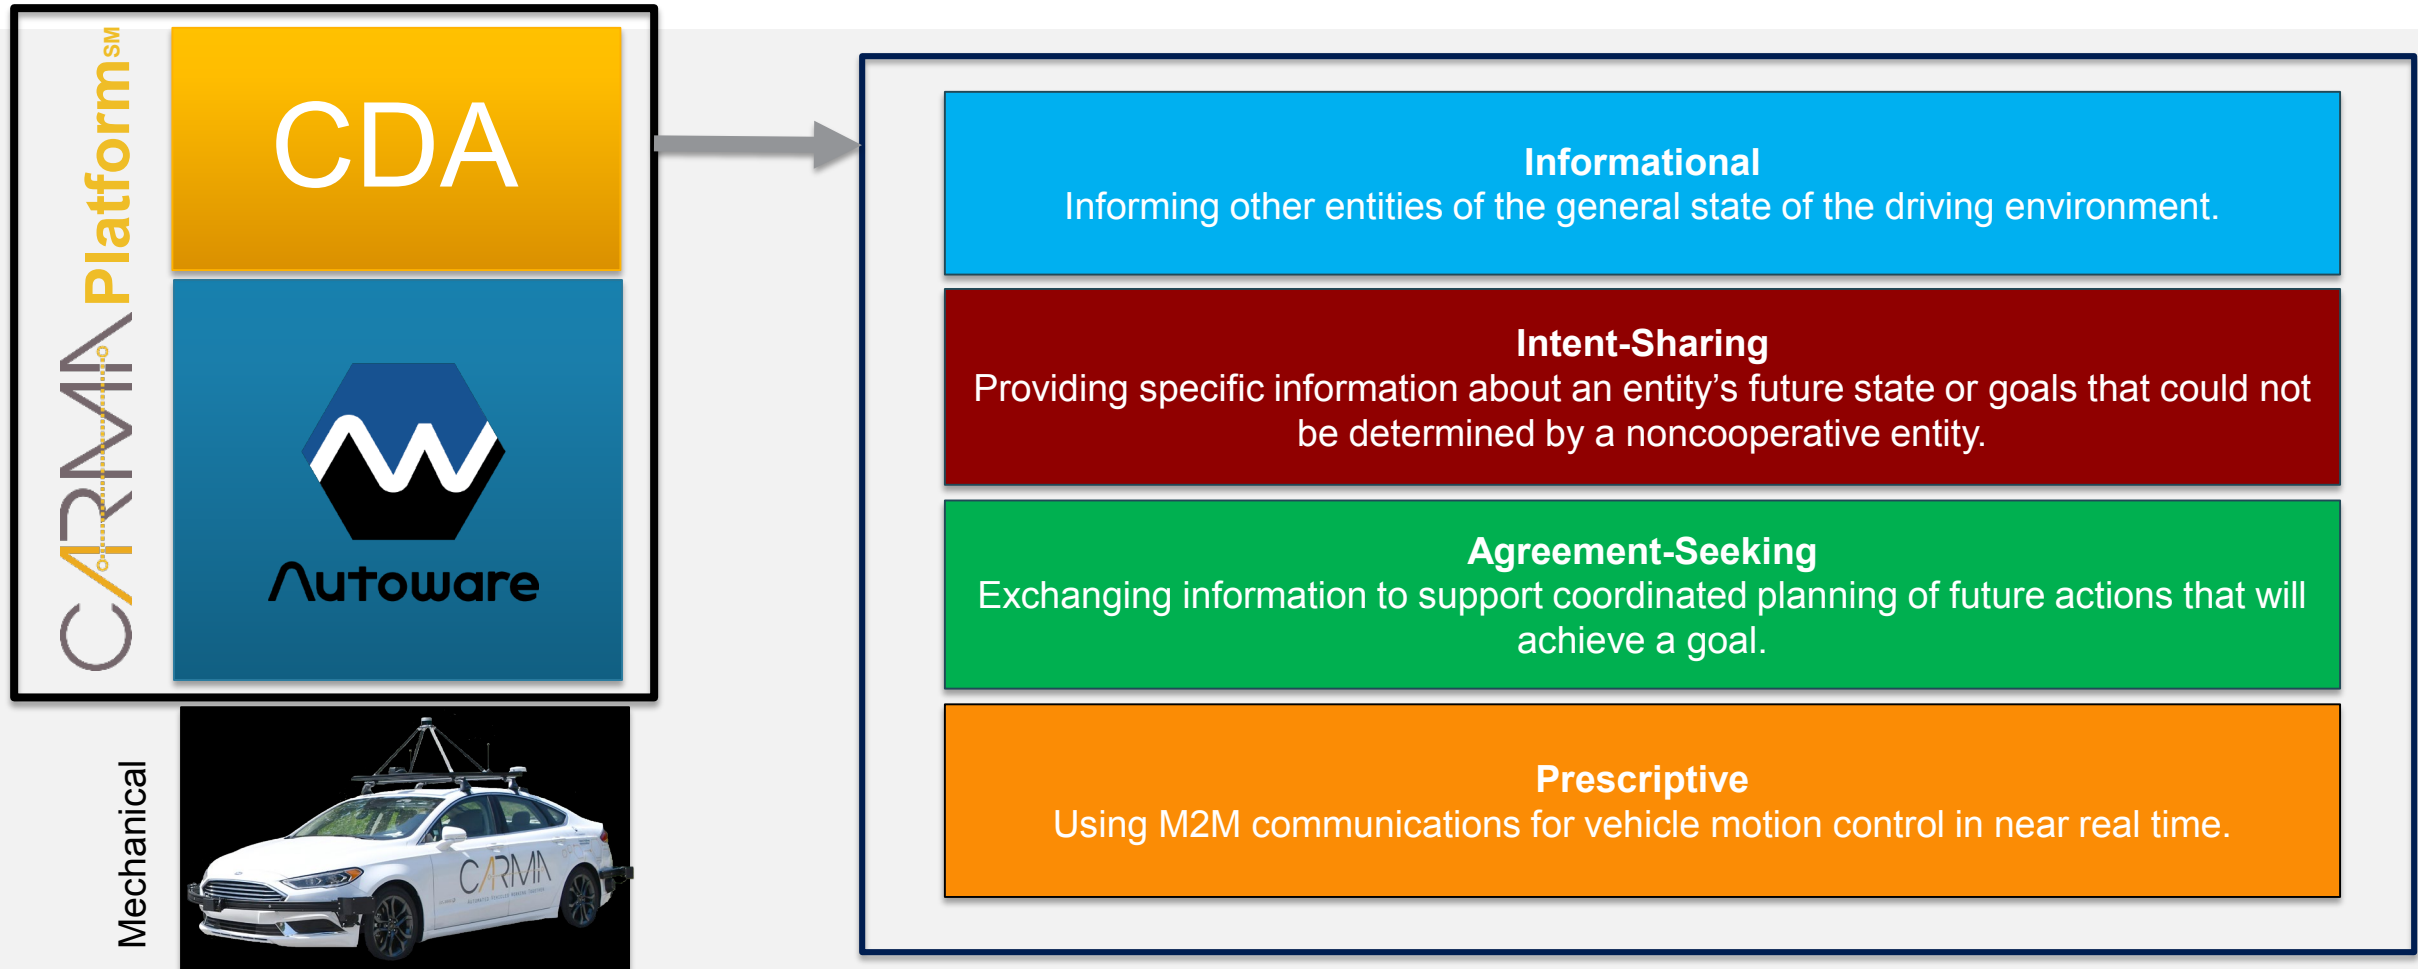 CARMA PlatformSM
CDA
Autoware
Mechanical
CARMA
Informational
Informing other entities of the general state of the driving environment.
Intent-Sharing
Providing specific information about an entity’s future state or goals that could not
be determined by a noncooperative entity.
Agreement-Seeking
Exchanging information to support coordinated planning of future actions that will
achieve a goal.
Prescriptive
Using M2M communications for vehicle motion control in near real time.